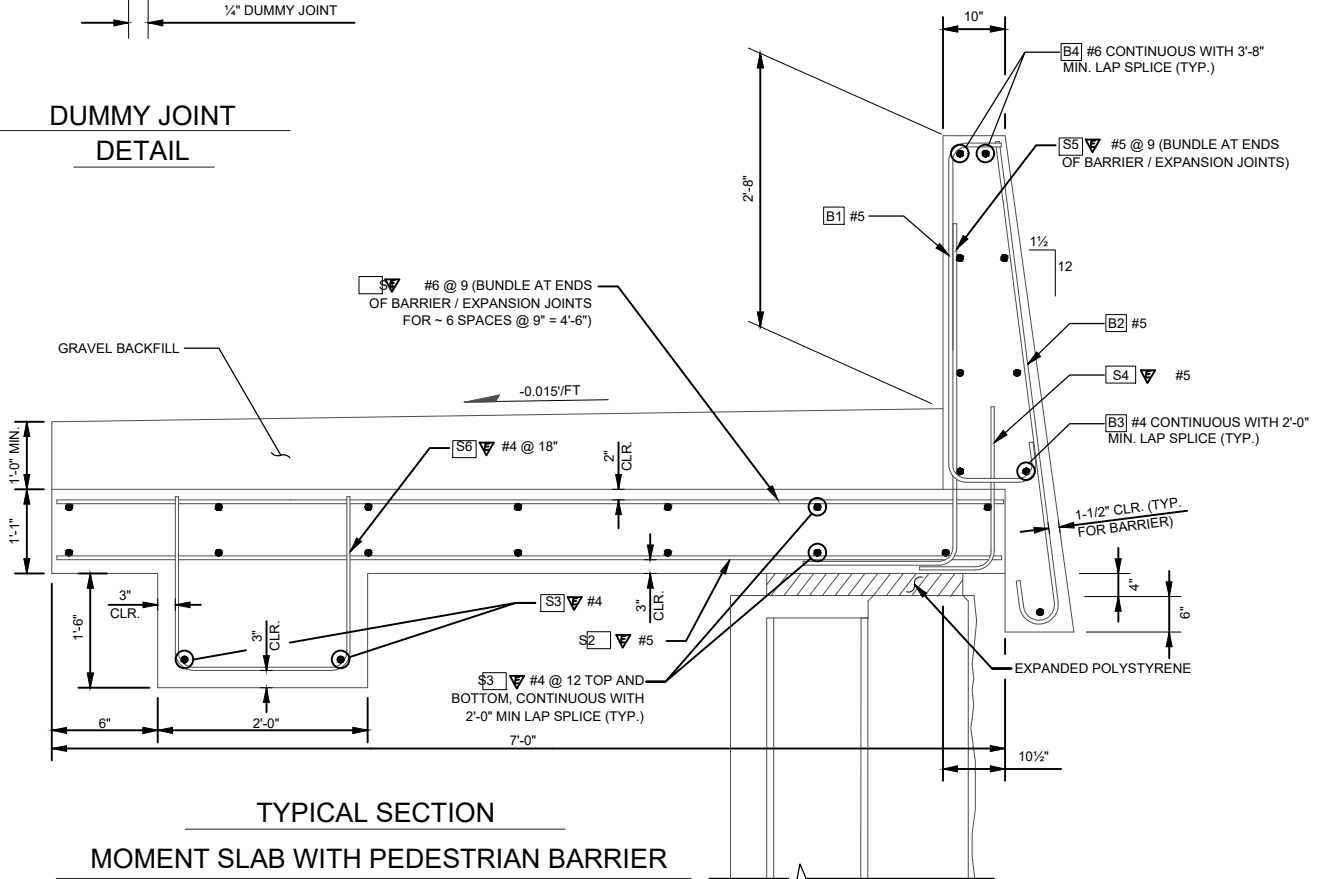 ¼" DUMMY JOINT
DUMMY JOINT
DETAIL
10"
B4 #6 CONTINUOUS WITH 3'-8"
MIN. LAP SPLICE (TYP.)
S5 E #5 @ 9 (BUNDLE AT ENDS
OF BARRIER / EXPANSION JOINTS)
2'-8"
B1 #5
1½
12
#6 @ 9 (BUNDLE AT ENDS
OF BARRIER / EXPANSION JOINTS
FOR ~ 6 SPACES @ 9" = 4'-6")
B2 #5
GRAVEL BACKFILL
S4 E #5
-0.015'/FT
B3 #4 CONTINUOUS WITH 2'-0"
MIN. LAP SPLICE (TYP.)
1'-0" MIN.
S6 E #4 @ 18"
2"
CLR.
1'-1"
1-1/2" CLR. (TYP.
FOR BARRIER)
3"
CLR.
1'-6"
3"
CLR.
S3 E #4
3"
CLR.
4"
6"
S2 E #5
EXPANDED POLYSTYRENE
S3 E #4 @ 12 TOP AND
BOTTOM, CONTINUOUS WITH
2'-0" MIN LAP SPLICE (TYP.)
6"
2'-0"
7'-0"
10½"
TYPICAL SECTION
MOMENT SLAB WITH PEDESTRIAN BARRIER